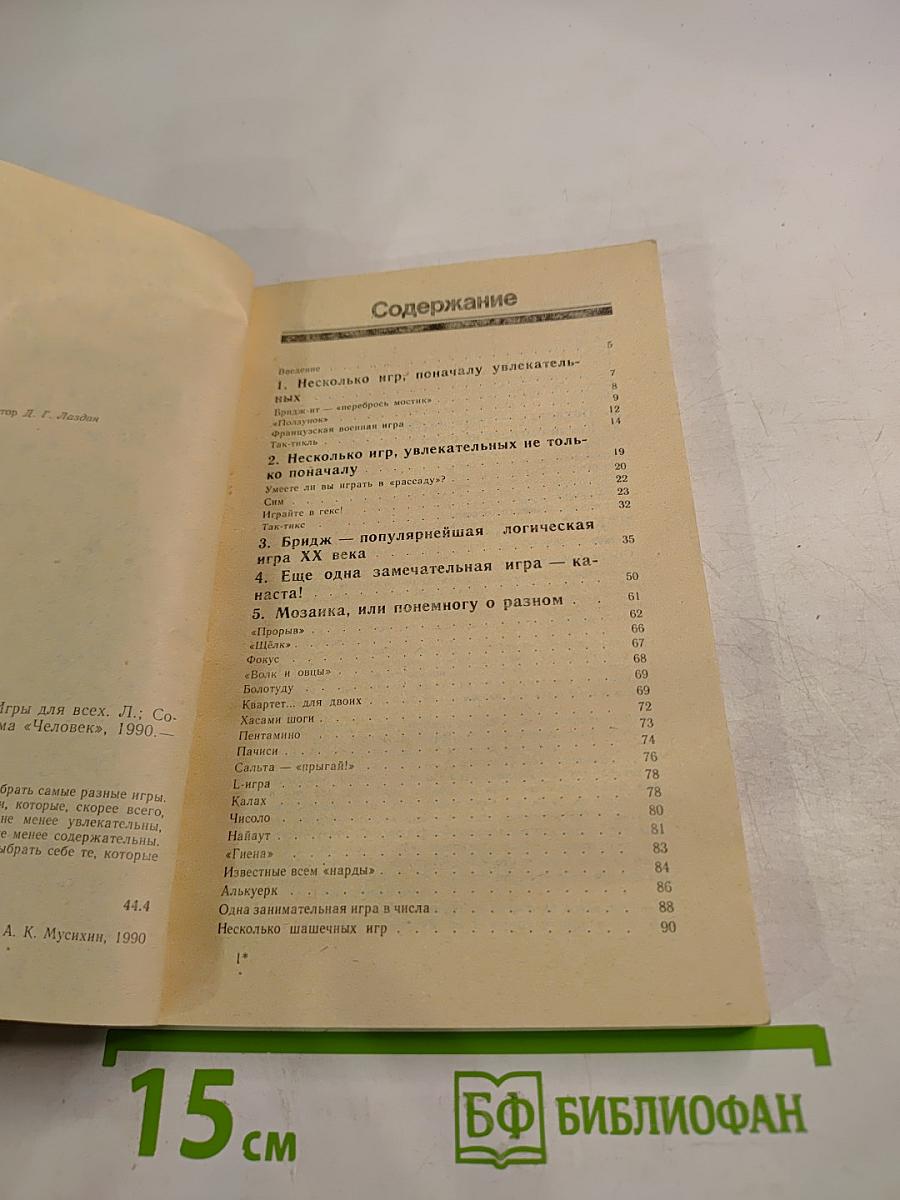 тор Д. Г. Лаздан
Игры для всех. Л.; Со-
ма «Человек», 1990.—
брать самые разные игры.
и, которые, скорее всего,
не менее увлекательны,
е менее содержательны.
ыбрать себе те, которые
44.4
А. К. Мусихин, 1990
Содержание
Введение . . . 5
1. Несколько игр, поначалу увлекатель-
ных . . . 7
Бридж-ит — «перебрось мостик» . . . 8
«Ползунок» . . . 9
Французская военная игра . . . 12
Так-тикль . . . 14
2. Несколько игр, увлекательных не толь-
ко поначалу . . . 19
Умеете ли вы играть в «рассаду»? . . . 20
Сим . . . 22
Играйте в гекс! . . . 23
Так-тикс . . . 32
3. Бридж — популярнейшая логическая
игра XX века . . . 35
4. Еще одна замечательная игра — ка-
наста! . . . 50
5. Мозаика, или понемногу о разном . . 61
«Прорыв» . . . 62
«Щёлк» . . . 66
Фокус . . . 67
«Волк и овцы» . . . 68
Болотуду . . . 69
Квартет... для двоих . . . 69
Хасами шоги . . . 72
Пентамино . . . 73
Пачиси . . . 74
Сальта — «прыгай!» . . . 76
L-игра . . . 78
Калах . . . 78
Чисоло . . . 80
Найаут . . . 81
«Гиена» . . . 83
Известные всем «нарды» . . . 84
Алькуерк . . . 86
Одна занимательная игра в числа . . . 88
Несколько шашечных игр . . . 90
1*
15 см
БФ БИБЛИОФАН